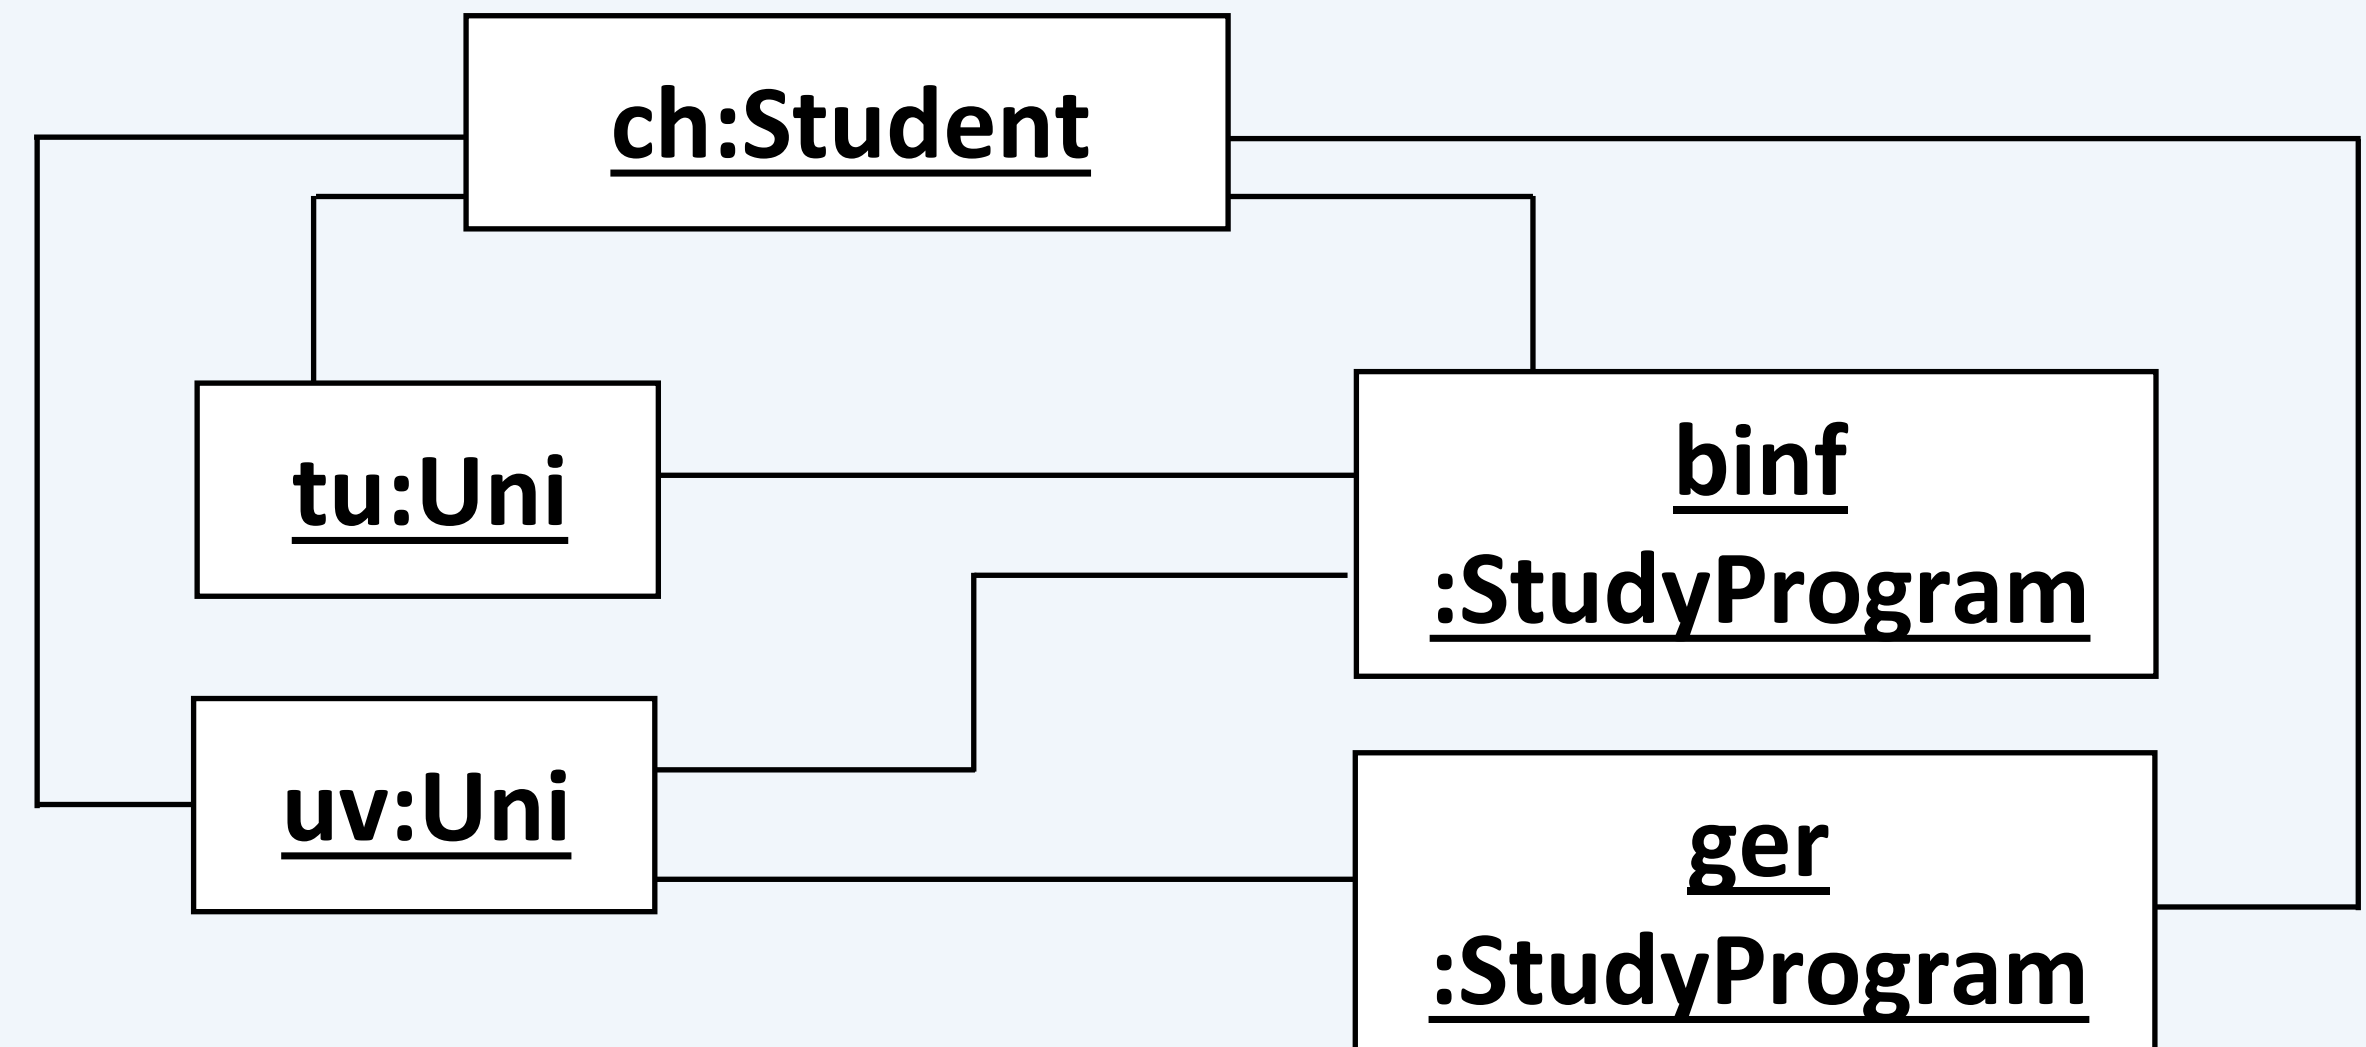 ch:Student
tu:Uni
binf
:StudyProgram
uv:Uni
ger
:StudyProgram